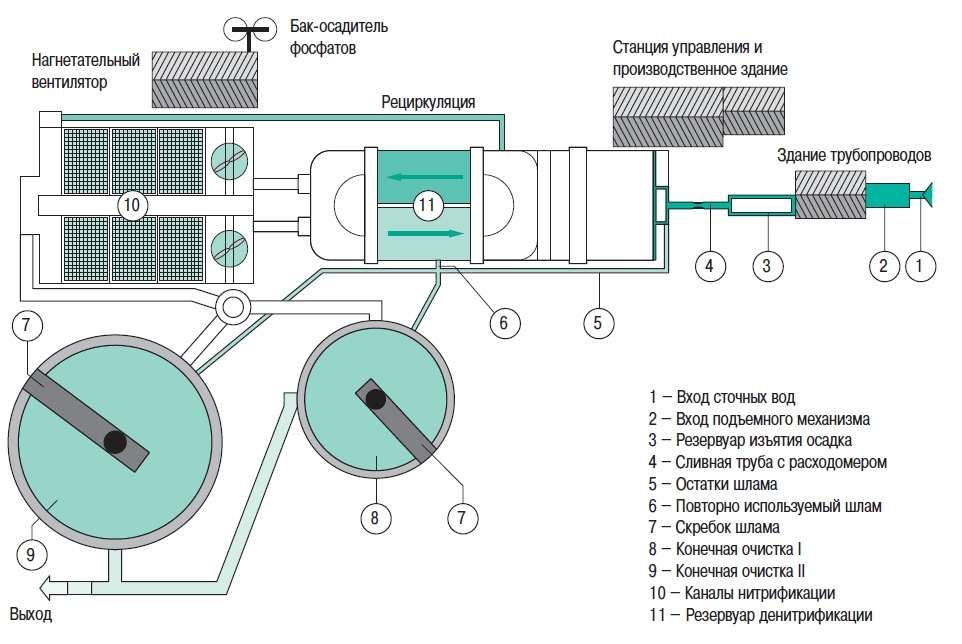 Бак-осадитель
фосфатов
Нагнетательный
вентилятор
Станция управления и
производственное здание
Рециркуляция
Здание трубопроводов
10
11
4
3
2
1
7
6
5
9
8
7
Выход
1 – Вход сточных вод
2 – Вход подъемного механизма
3 – Резервуар изъятия осадка
4 – Сливная труба с расходомером
5 – Остатки шлама
6 – Повторно используемый шлам
7 – Скребок шлама
8 – Конечная очистка I
9 – Конечная очистка II
10 – Каналы нитрификации
11 – Резервуар денитрификации